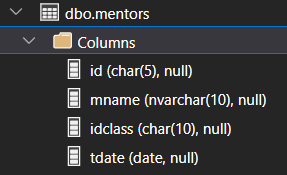 dbo.mentors
Columns
id (char(5), null)
mname (nvarchar(10), null)
idclass (char(10), null)
tdate (date, null)